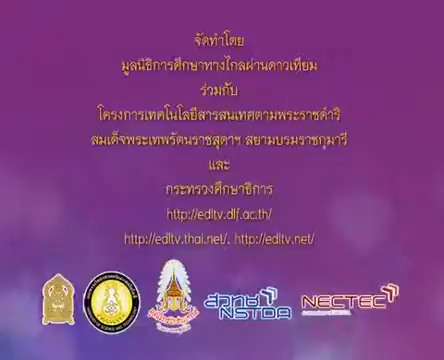 จัดทำโดย
มูลนิธิการศึกษาทางไกลผ่านดาวเทียม
ร่วมกับ
โครงการเทคโนโลยีสารสนเทศตามพระราชดำริ
สมเด็จพระเทพรัตนราชสุดาฯ สยามบรมราชกุมารี
และ
กระทรวงศึกษาธิการ
http://edltv.dlf.ac.th/
http://edltv.thai.net/. http://edltv.net/
สวทช
NSTDA
NECTEC